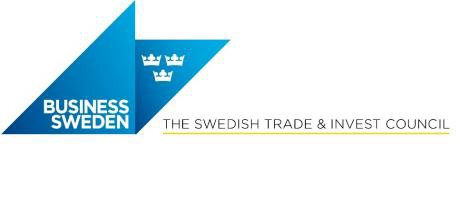 BUSINESS
SWEDEN
THE SWEDISH TRADE & INVEST COUNCIL